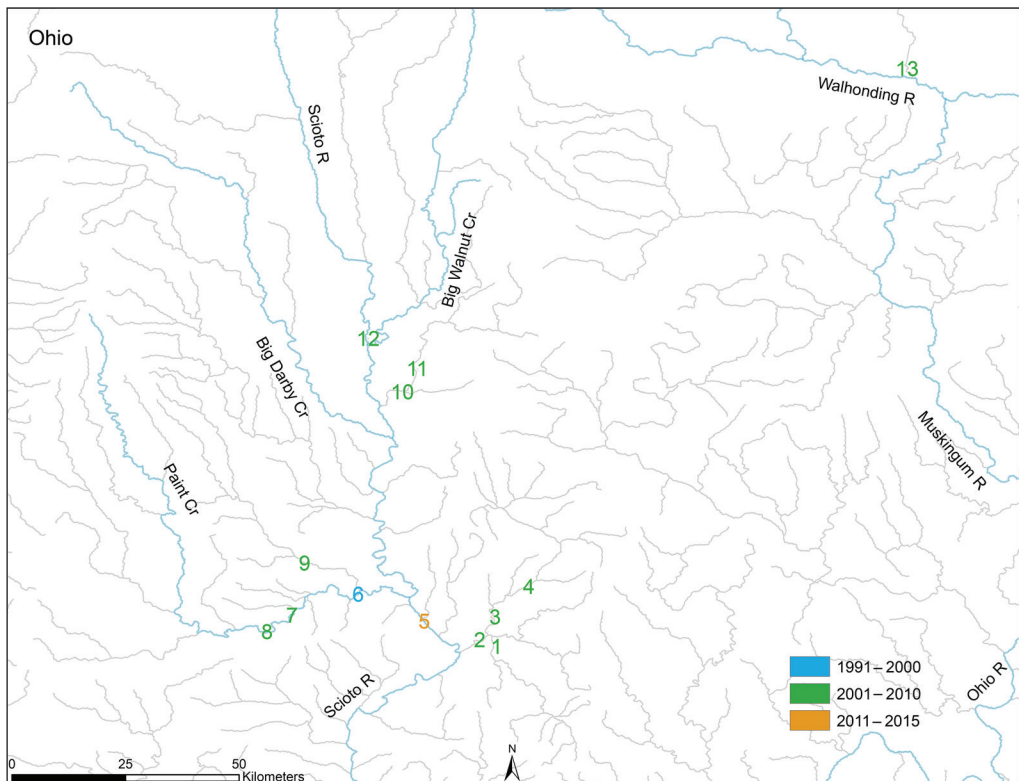 Ohio
13
Walhonding R
Scioto R
Big Walnut Cr
12
11
10
Big Darby Cr
Muskingum R
Paint Cr
9
4
6
7
3
5
8
2
1
1991–2000
2001–2010
2011–2015
Scioto R
Ohio R
N
0 25 50
Kilometers